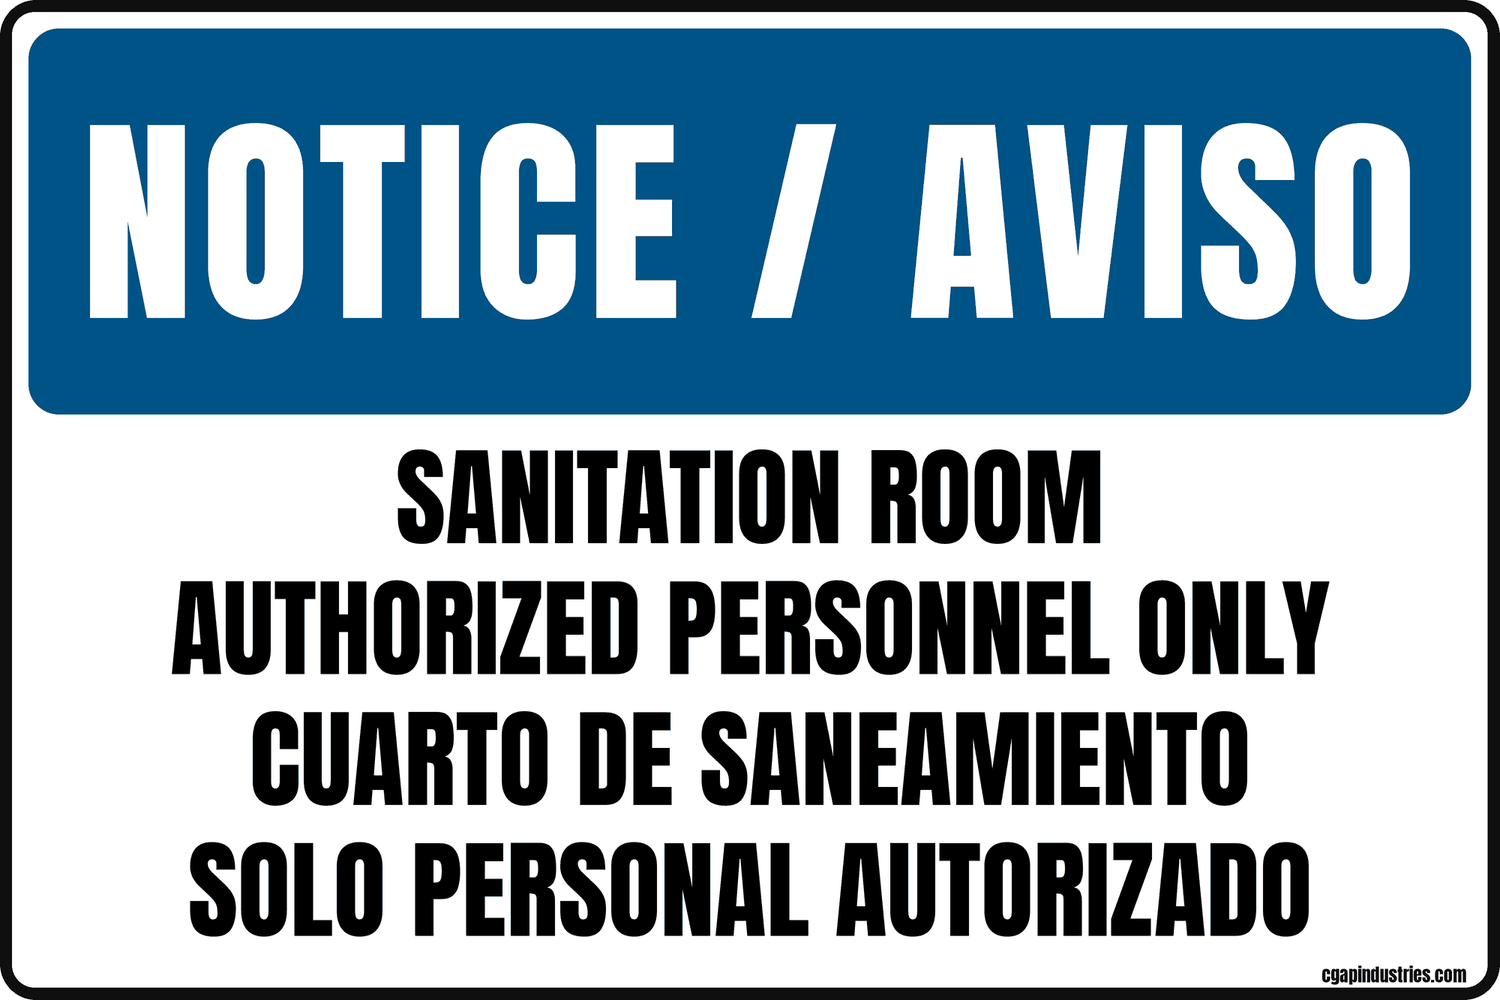 NOTICE / AVISO
SANITATION ROOM
AUTHORIZED PERSONNEL ONLY
CUARTO DE SANEAMIENTO
SOLO PERSONAL AUTORIZADO
cgapindustries.com